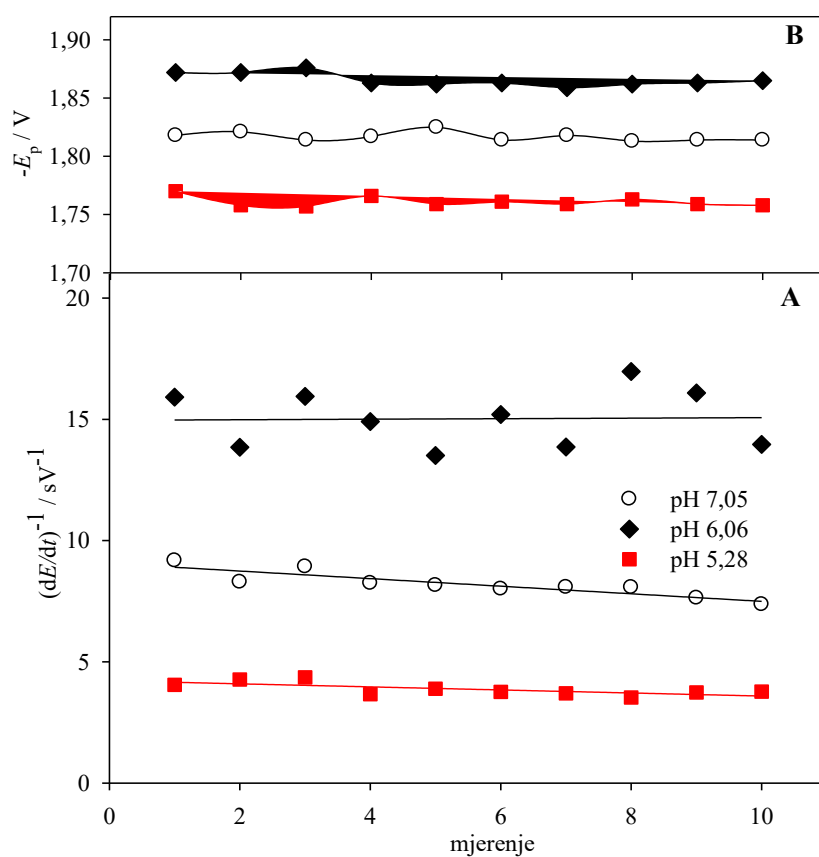 B
1,90
1,85
1,80
1,75
1,70
-Ep / V
A
20
15
10
5
0
(dE/dt)⁻¹ / sV⁻¹
pH 7,05
pH 6,06
pH 5,28
0 2 4 6 8 10
mjerenje